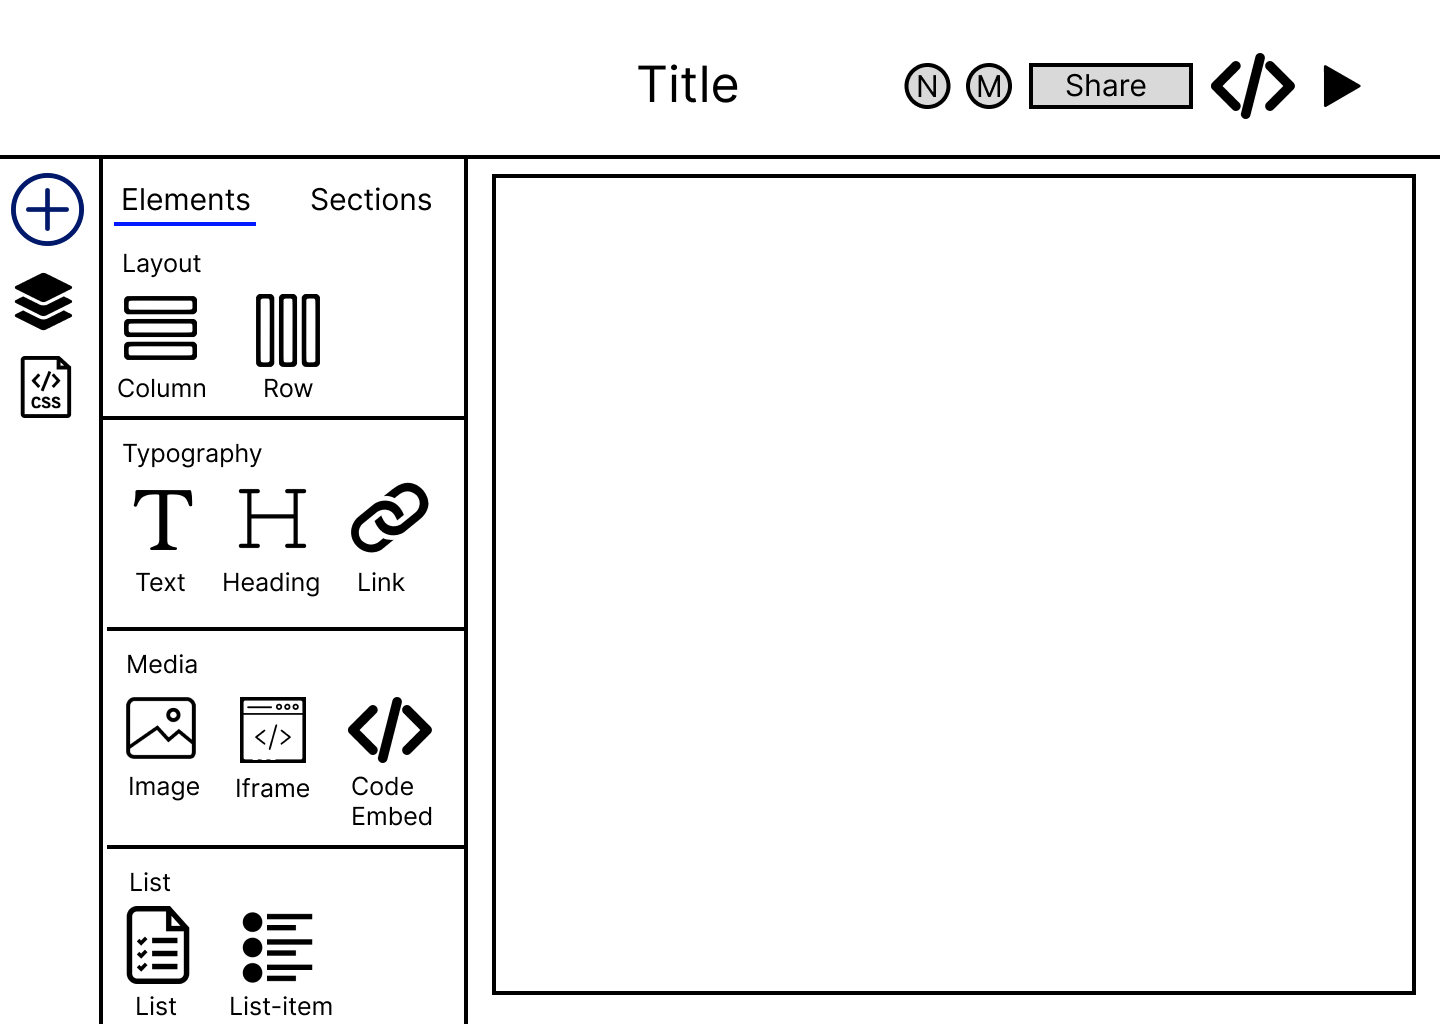 Title
N M Share </>
Elements Sections
Layout
Column Row
</>
CSS
Typography
T H
Text Heading Link
Media
</> </>
Image Iframe Code
Embed
List
List List-item